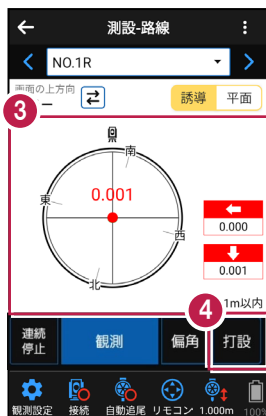 測設-路線
NO.1R
画面の上方向
–
誘導 平面
3
南
東
0.001
西
北
0.000
0.001
1m以内
4
連続
停止
観測
偏角
打設
観測設定 接続 自動追尾 リモコン 1.000m 100%